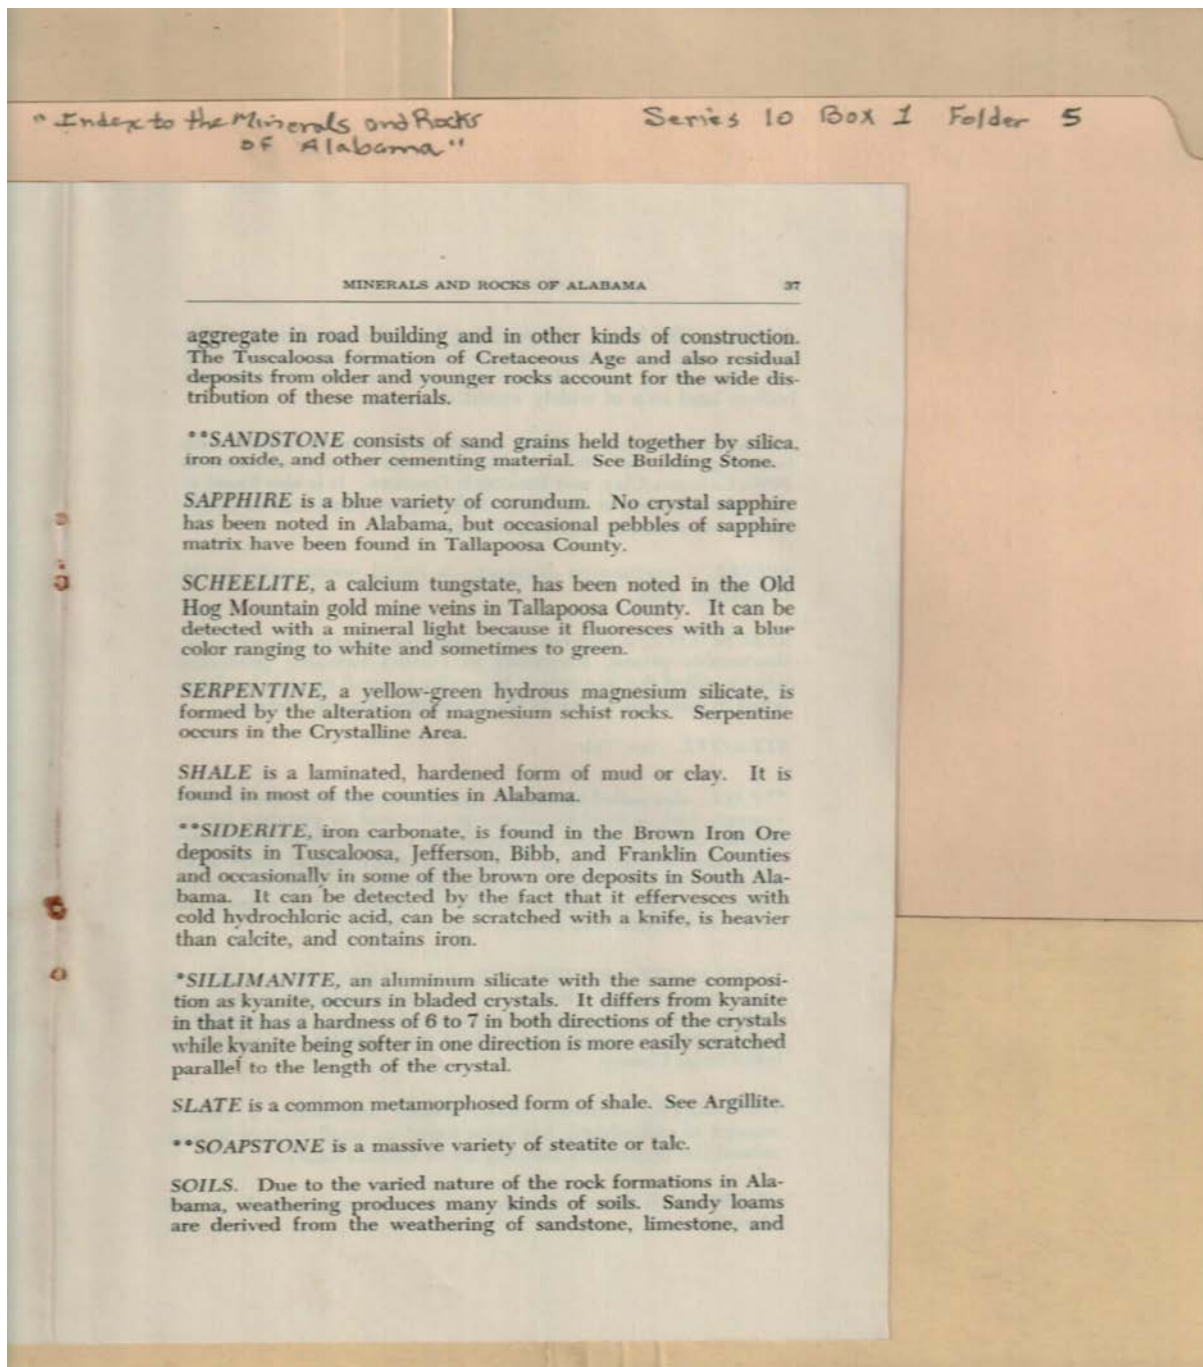 "Index to the Minerals and Rocks
of Alabama"
Series 10 Box 1 Folder 5
MINERALS AND ROCKS OF ALABAMA 37
aggregate in road building and in other kinds of construction.
The Tuscaloosa formation of Cretaceous Age and also residual
deposits from older and younger rocks account for the wide dis-
tribution of these materials.
**SANDSTONE consists of sand grains held together by silica,
iron oxide, and other cementing material. See Building Stone.
SAPPHIRE is a blue variety of corundum. No crystal sapphire
has been noted in Alabama, but occasional pebbles of sapphire
matrix have been found in Tallapoosa County.
SCHEELITE, a calcium tungstate, has been noted in the Old
Hog Mountain gold mine veins in Tallapoosa County. It can be
detected with a mineral light because it fluoresces with a blue
color ranging to white and sometimes to green.
SERPENTINE, a yellow-green hydrous magnesium silicate, is
formed by the alteration of magnesium schist rocks. Serpentine
occurs in the Crystalline Area.
SHALE is a laminated, hardened form of mud or clay. It is
found in most of the counties in Alabama.
**SIDERITE, iron carbonate, is found in the Brown Iron Ore
deposits in Tuscaloosa, Jefferson, Bibb, and Franklin Counties
and occasionally in some of the brown ore deposits in South Ala-
bama. It can be detected by the fact that it effervesces with
cold hydrochloric acid, can be scratched with a knife, is heavier
than calcite, and contains iron.
*SILLIMANITE, an aluminum silicate with the same composi-
tion as kyanite, occurs in bladed crystals. It differs from kyanite
in that it has a hardness of 6 to 7 in both directions of the crystals
while kyanite being softer in one direction is more easily scratched
parallel to the length of the crystal.
SLATE is a common metamorphosed form of shale. See Argillite.
**SOAPSTONE is a massive variety of steatite or talc.
SOILS. Due to the varied nature of the rock formations in Ala-
bama, weathering produces many kinds of soils. Sandy loams
are derived from the weathering of sandstone, limestone, and